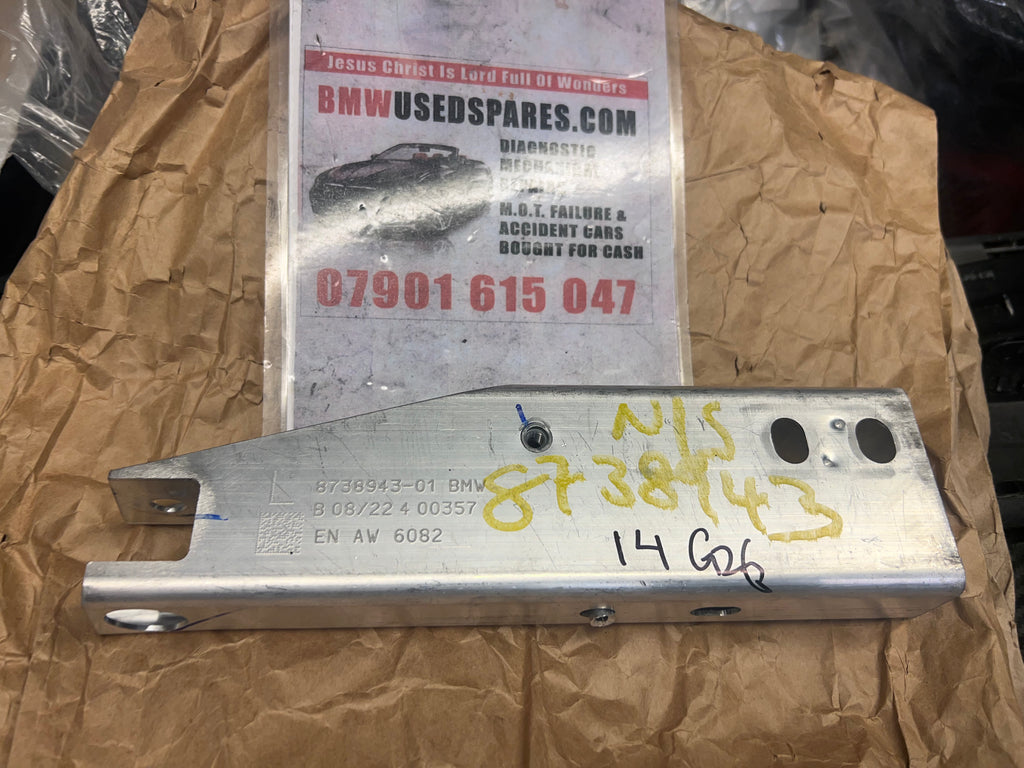 Jesus Christ Is Lord Full Of Wonders
BMWUSEDSPARES.COM
DIAGNOSTIC
MECHANICAL
M.O.T. FAILURE &
ACCIDENT CARS
BOUGHT FOR CASH
07901 615 047
N/S
8738943
8738943-01 BMW
B 08/22 4 00357
EN AW 6082
14 G26